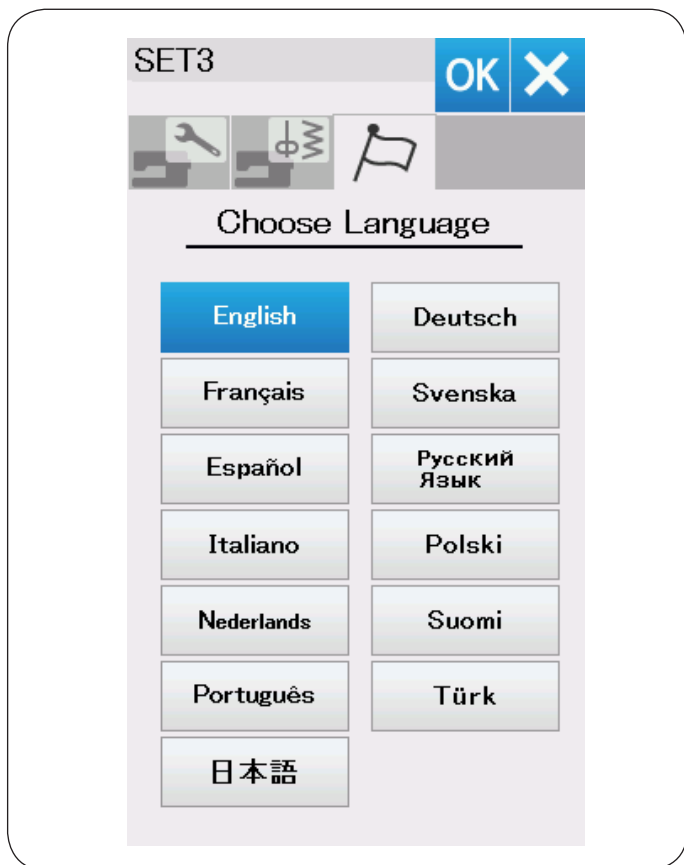 SET3
OK
Choose Language
English
Deutsch
Français
Svenska
Español
Русский
Язык
Italiano
Polski
Nederlands
Suomi
Português
Türk
日本語